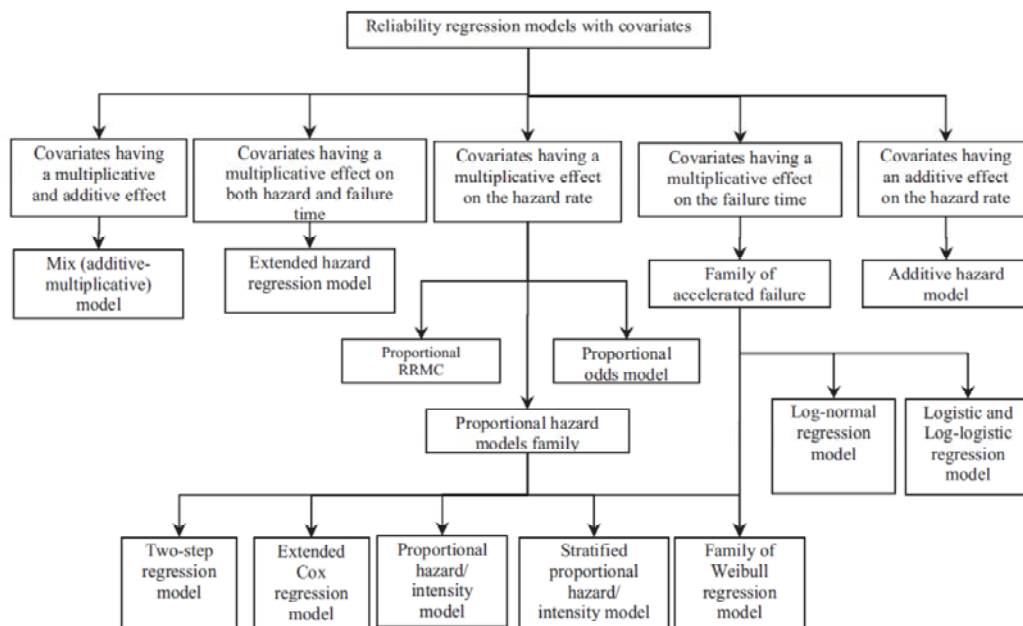 Reliability regression models with covariates
Covariates having
a multiplicative
and additive effect
Covariates having a
multiplicative effect on
both hazard and failure
time
Covariates having a
multiplicative effect
on the hazard rate
Covariates having a
multiplicative effect
on the failure time
Covariates having
an additive effect
on the hazard rate
Mix (additive-
multiplicative)
model
Extended hazard
regression model
Family of
accelerated failure
Additive hazard
model
Proportional
RRMC
Proportional
odds model
Log-normal
regression
model
Logistic and
Log-logistic
regression
model
Proportional hazard
models family
Two-step
regression
model
Extended
Cox
regression
model
Proportional
hazard/
intensity
model
Stratified
proportional
hazard/
intensity model
Family of
Weibull
regression
model